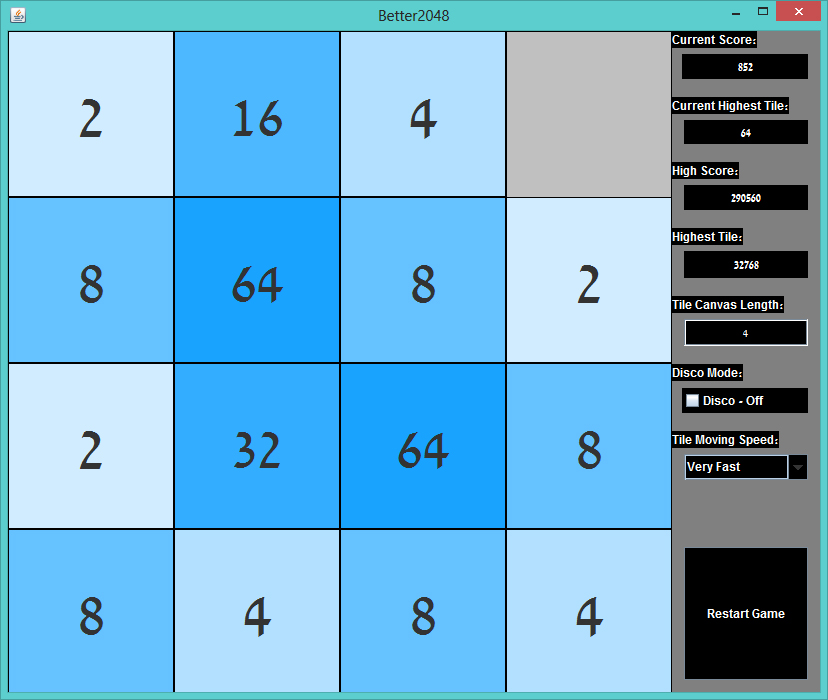 Better2048
2 16 4
8 64 8 2
2 32 64 8
8 4 8 4
Current Score:
852
Current Highest Tile:
64
High Score:
290560
Highest Tile:
32768
Tile Canvas Length:
4
Disco Mode:
Disco - Off
Tile Moving Speed:
Very Fast
Restart Game